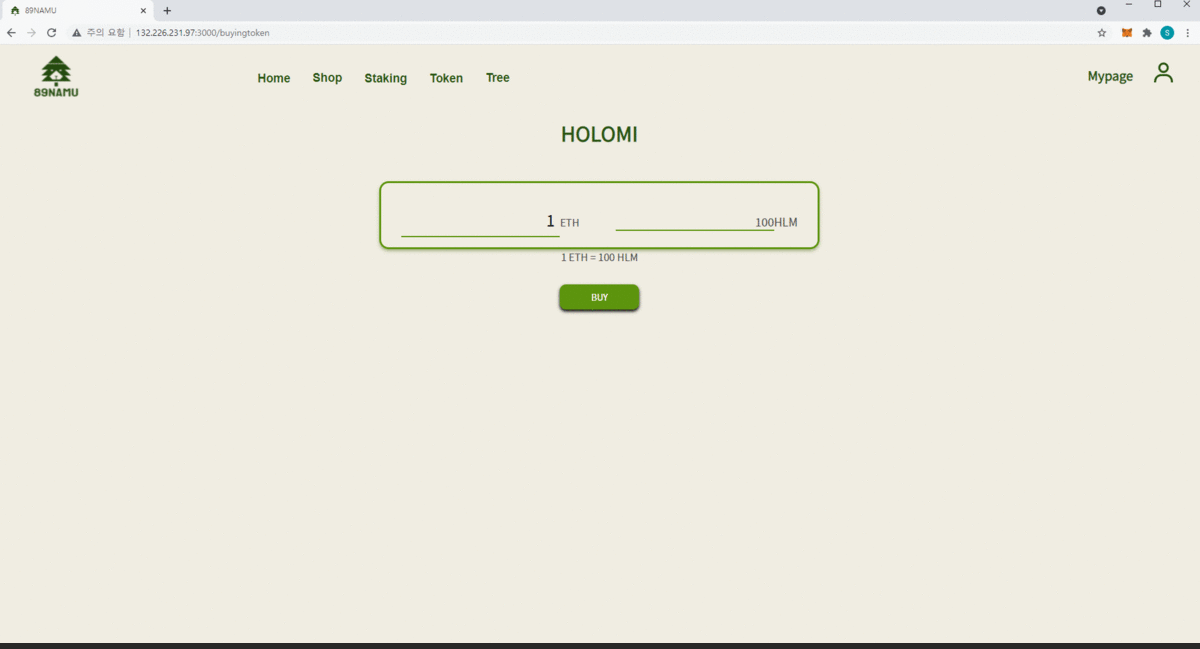 89NAMU
주의 요함 132.226.231.97:3000/buyingtoken
S
89NAMU
Home Shop Staking Token Tree
Mypage
HOLOMI
1 ETH 100HLM
1 ETH = 100 HLM
BUY